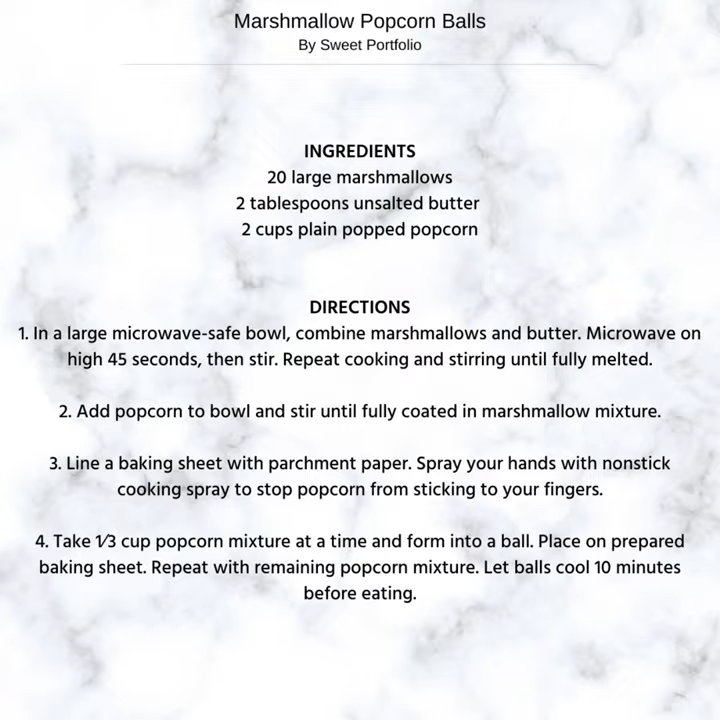 Marshmallow Popcorn Balls
By Sweet Portfolio
INGREDIENTS
20 large marshmallows
2 tablespoons unsalted butter
2 cups plain popped popcorn
DIRECTIONS
1. In a large microwave-safe bowl, combine marshmallows and butter. Microwave on
high 45 seconds, then stir. Repeat cooking and stirring until fully melted.
2. Add popcorn to bowl and stir until fully coated in marshmallow mixture.
3. Line a baking sheet with parchment paper. Spray your hands with nonstick
cooking spray to stop popcorn from sticking to your fingers.
4. Take 1⁄3 cup popcorn mixture at a time and form into a ball. Place on prepared
baking sheet. Repeat with remaining popcorn mixture. Let balls cool 10 minutes
before eating.